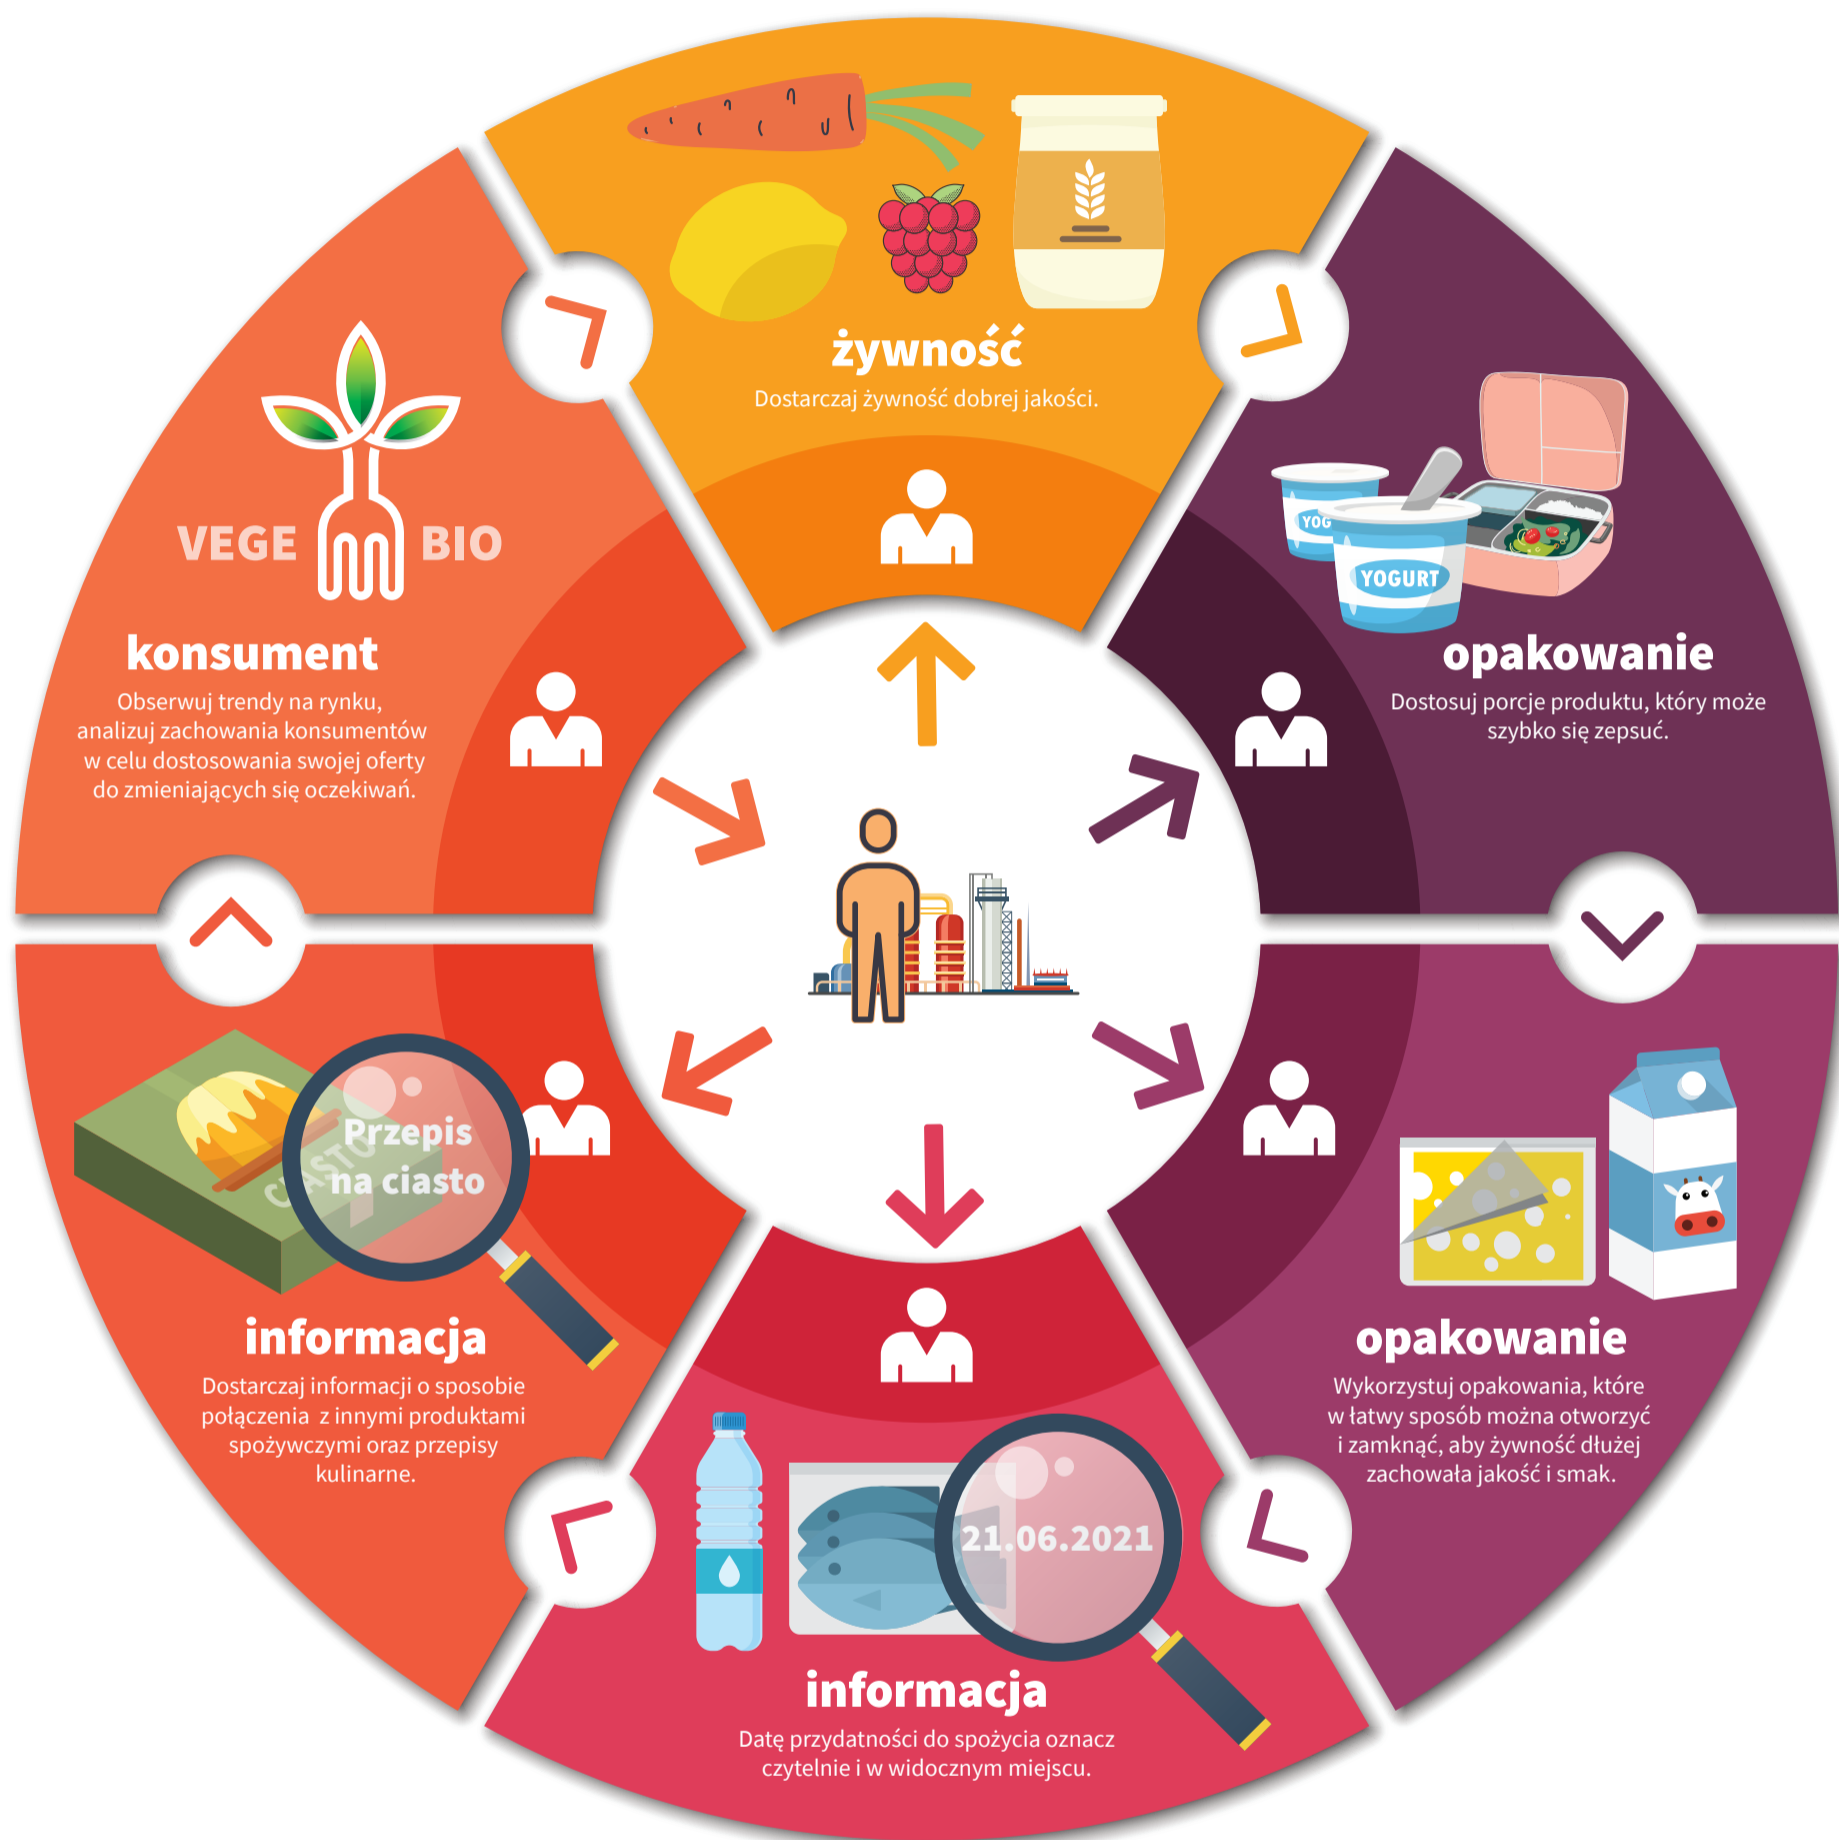 żywność
Dostarczaj żywność dobrej jakości.
YOG
YOGURT
opakowanie
Dostosuj porcje produktu, który może
szybko się zepsuć.
opakowanie
Wykorzystuj opakowania, które
w łatwy sposób można otworzyć
i zamknąć, aby żywność dłużej
zachowała jakość i smak.
21.06.2021
informacja
Datę przydatności do spożycia oznacz
czytelnie i w widocznym miejscu.
CIASTO
Przepis
na ciasto
informacja
Dostarczaj informacji o sposobie
połączenia z innymi produktami
spożywczymi oraz przepisy
kulinarne.
VEGE BIO
konsument
Obserwuj trendy na rynku,
analizuj zachowania konsumentów
w celu dostosowania swojej oferty
do zmieniających się oczekiwań.